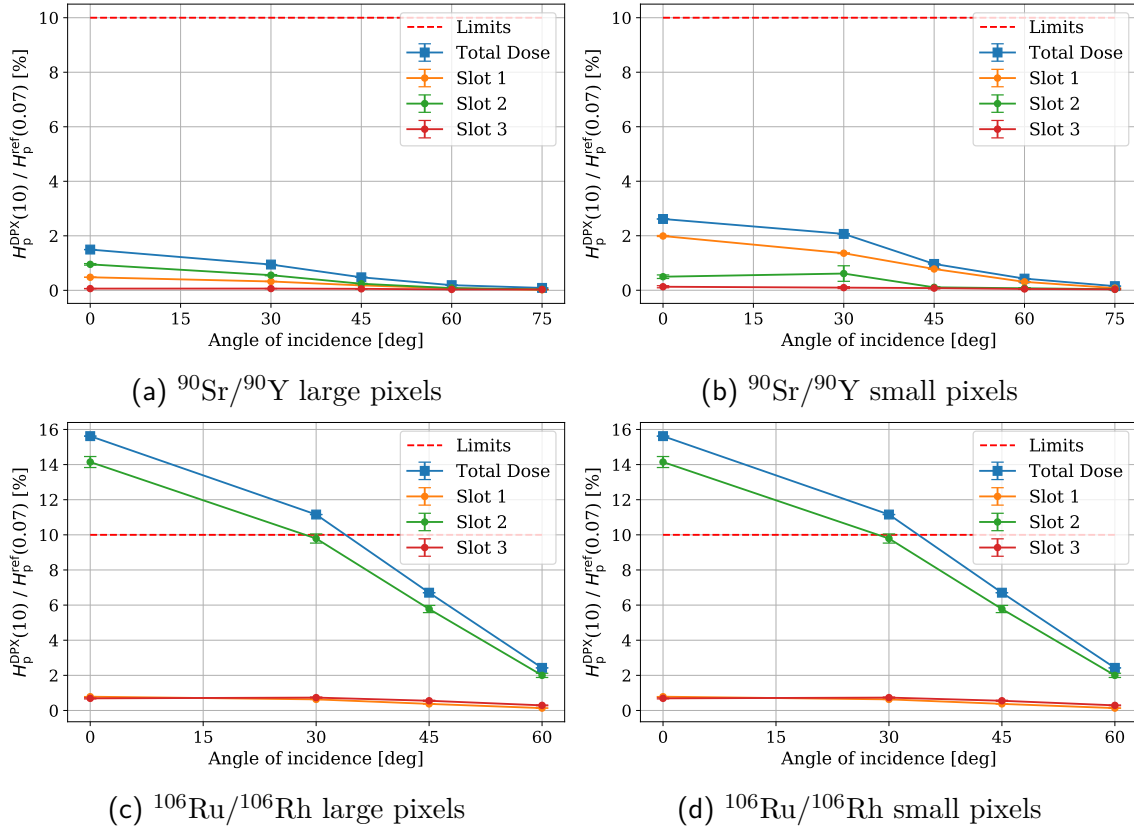 10
8
6
4
2
0
H_p^DPX(10) / H_p^ref(0.07) [%]
Limits
Total Dose
Slot 1
Slot 2
Slot 3
0 15 30 45 60 75
Angle of incidence [deg]
(a) ⁹⁰Sr/⁹⁰Y large pixels
10
8
6
4
2
0
H_p^DPX(10) / H_p^ref(0.07) [%]
Limits
Total Dose
Slot 1
Slot 2
Slot 3
0 15 30 45 60 75
Angle of incidence [deg]
(b) ⁹⁰Sr/⁹⁰Y small pixels
16
14
12
10
8
6
4
2
0
H_p^DPX(10) / H_p^ref(0.07) [%]
Limits
Total Dose
Slot 1
Slot 2
Slot 3
0 15 30 45 60
Angle of incidence [deg]
(c) ¹⁰⁶Ru/¹⁰⁶Rh large pixels
16
14
12
10
8
6
4
2
0
H_p^DPX(10) / H_p^ref(0.07) [%]
Limits
Total Dose
Slot 1
Slot 2
Slot 3
0 15 30 45 60
Angle of incidence [deg]
(d) ¹⁰⁶Ru/¹⁰⁶Rh small pixels